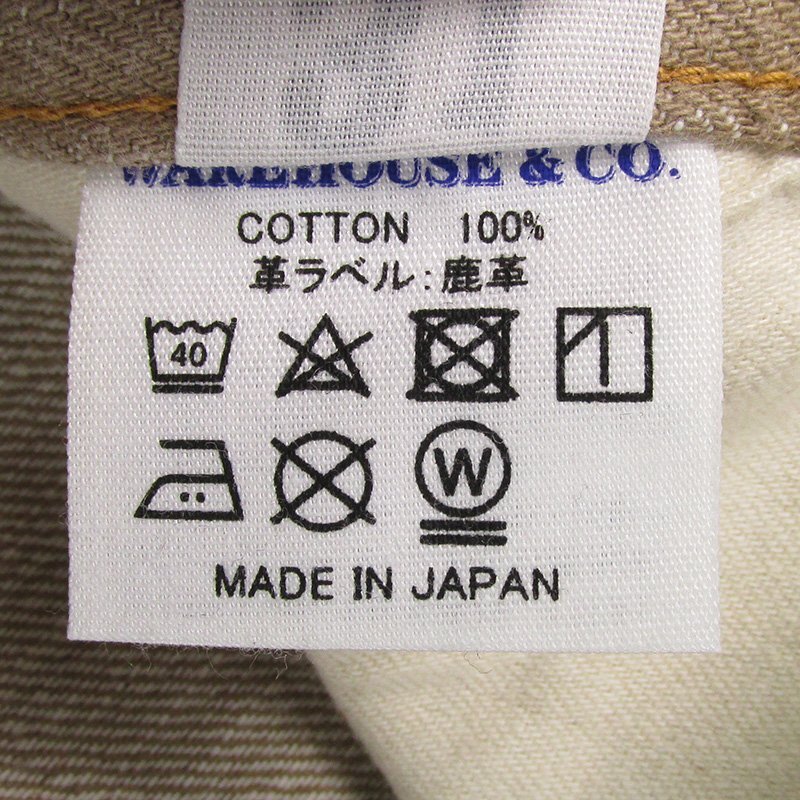 WAREHOUSE & CO.
COTTON 100%
革ラベル:鹿革
40
W
MADE IN JAPAN